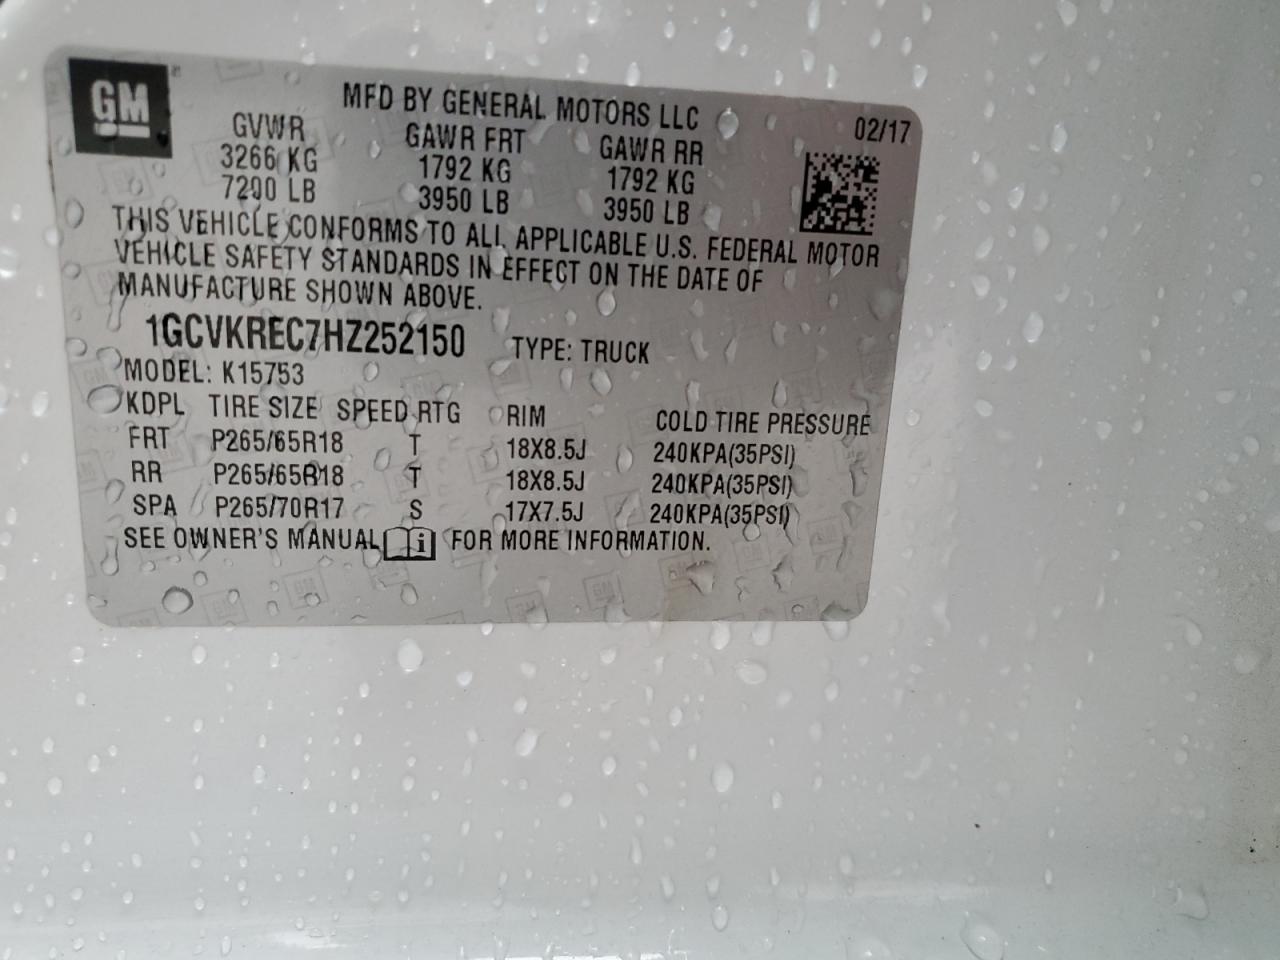 GM
MFD BY GENERAL MOTORS LLC
02/17
GVWR GAWR FRT GAWR RR
3266 KG 1792 KG 1792 KG
7200 LB 3950 LB 3950 LB
THIS VEHICLE CONFORMS TO ALL APPLICABLE U.S. FEDERAL MOTOR
VEHICLE SAFETY STANDARDS IN EFFECT ON THE DATE OF
MANUFACTURE SHOWN ABOVE.
1GCVKREC7HZ252150 TYPE: TRUCK
MODEL: K15753
KDPL TIRE SIZE SPEED RTG RIM COLD TIRE PRESSURE
FRT P265/65R18 T 18X8.5J 240KPA(35PSI)
RR P265/65R18 T 18X8.5J 240KPA(35PSI)
SPA P265/70R17 S 17X7.5J 240KPA(35PSI)
SEE OWNER'S MANUAL i FOR MORE INFORMATION.